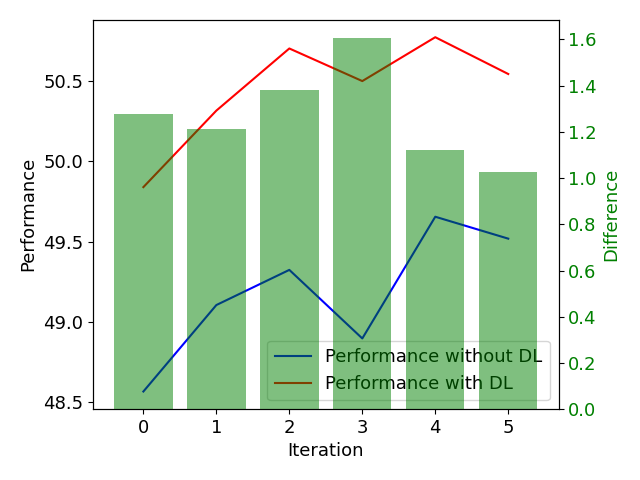 50.5
50.0
49.5
49.0
48.5
Performance
1.6
1.4
1.2
1.0
0.8
0.6
0.4
0.2
0.0
Difference
Performance without DL
Performance with DL
0 1 2 3 4 5
Iteration